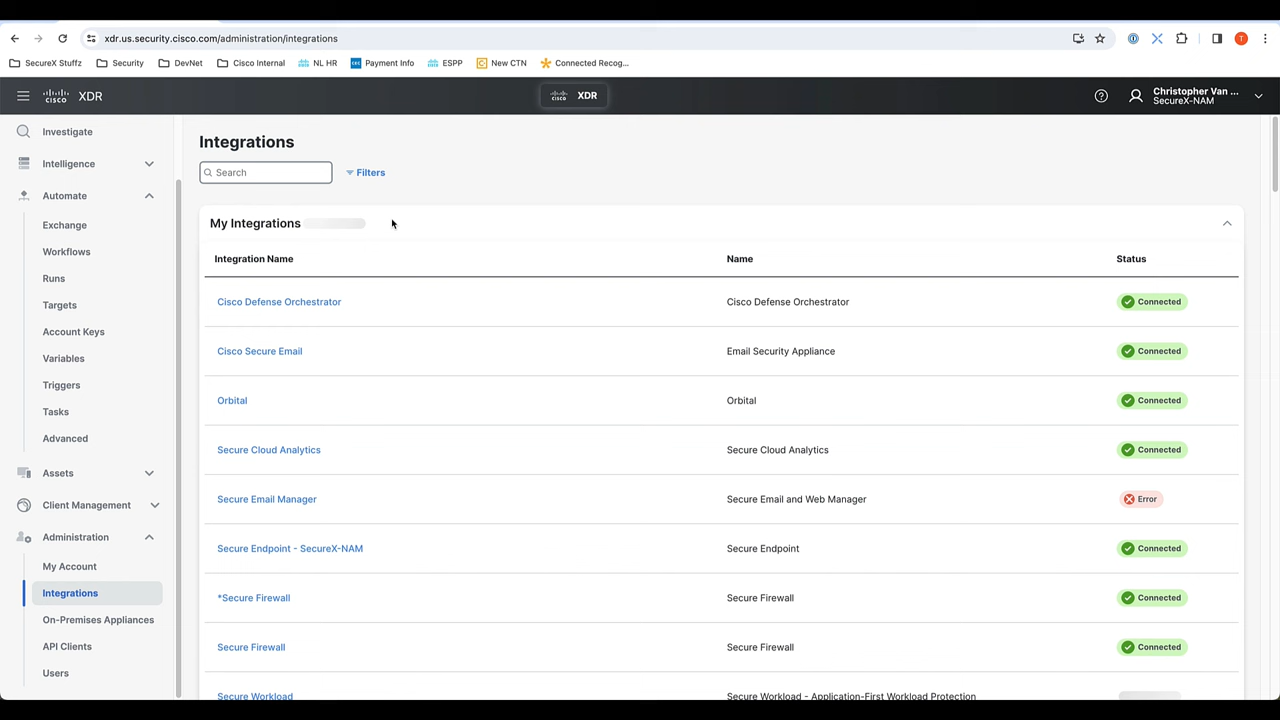 xdr.us.security.cisco.com/administration/integrations
T
SecureX Stuffz
Security
DevNet
Cisco Internal
NL HR
Payment Info
ESPP
New CTN
Connected Recog...
CISCO XDR
CISCO XDR
Christopher Van ...
SecureX-NAM
Investigate
Intelligence
Automate
Exchange
Workflows
Runs
Targets
Account Keys
Variables
Triggers
Tasks
Advanced
Assets
Client Management
Administration
My Account
Integrations
On-Premises Appliances
API Clients
Users
Integrations
Search
Filters
My Integrations
Integration Name Name Status
Cisco Defense Orchestrator Cisco Defense Orchestrator Connected
Cisco Secure Email Email Security Appliance Connected
Orbital Orbital Connected
Secure Cloud Analytics Secure Cloud Analytics Connected
Secure Email Manager Secure Email and Web Manager Error
Secure Endpoint - SecureX-NAM Secure Endpoint Connected
*Secure Firewall Secure Firewall Connected
Secure Firewall Secure Firewall Connected
Secure Workload Secure Workload - Application-First Workload Protection